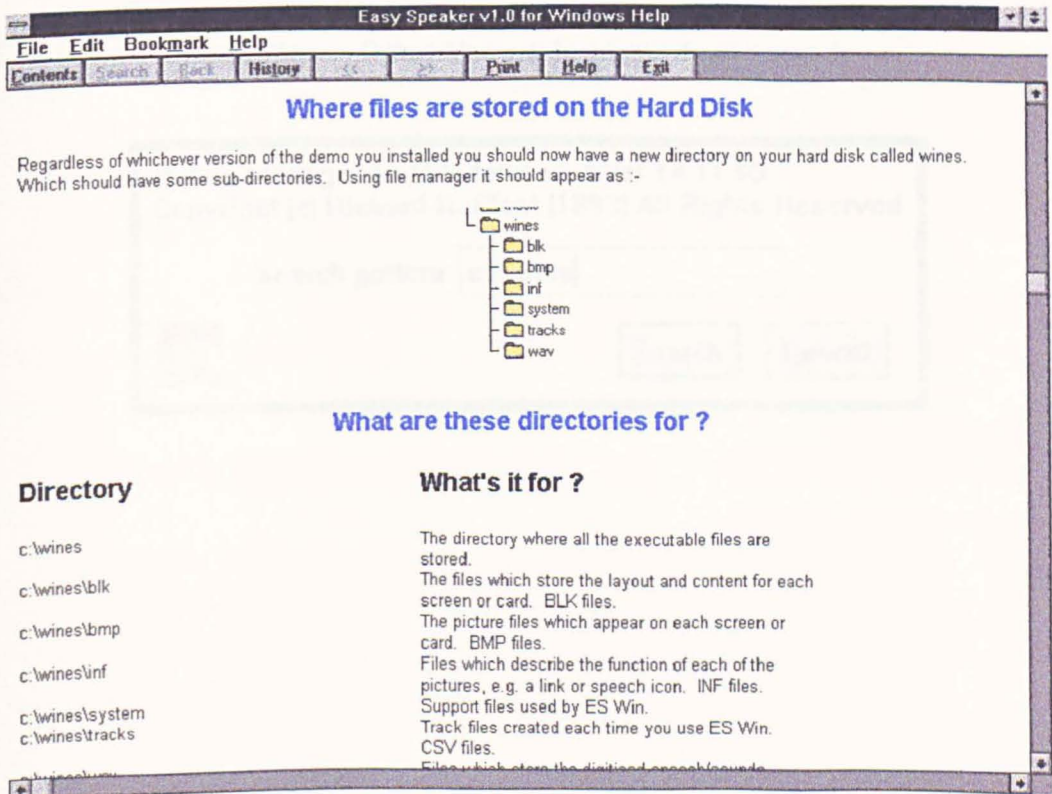 Easy Speaker v1.0 for Windows Help
File Edit Bookmark Help
Contents Search Back History << >> Print Help Exit
Where files are stored on the Hard Disk
Regardless of whichever version of the demo you installed you should now have a new directory on your hard disk called wines.
Which should have some sub-directories. Using file manager it should appear as :-
wines
blk
bmp
inf
system
tracks
wav
What are these directories for ?
Directory What's it for ?
c:\wines The directory where all the executable files are
stored.
c:\wines\blk The files which store the layout and content for each
screen or card. BLK files.
c:\wines\bmp The picture files which appear on each screen or
card. BMP files.
c:\wines\inf Files which describe the function of each of the
pictures, e.g. a link or speech icon. INF files.
c:\wines\system Support files used by ES Win.
c:\wines\tracks Track files created each time you use ES Win.
CSV files.
Files which store the digitised speech/sounds